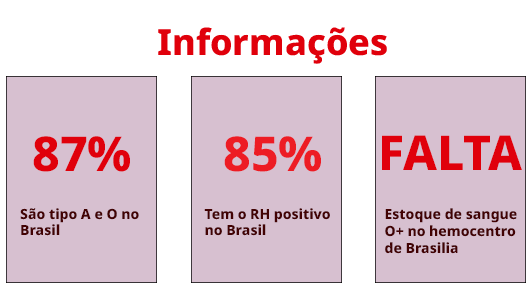 Informações
87%
São tipo A e O no
Brasil
85%
Tem o RH positivo
no Brasil
FALTA
Estoque de sangue
O+ no hemocentro
de Brasilia